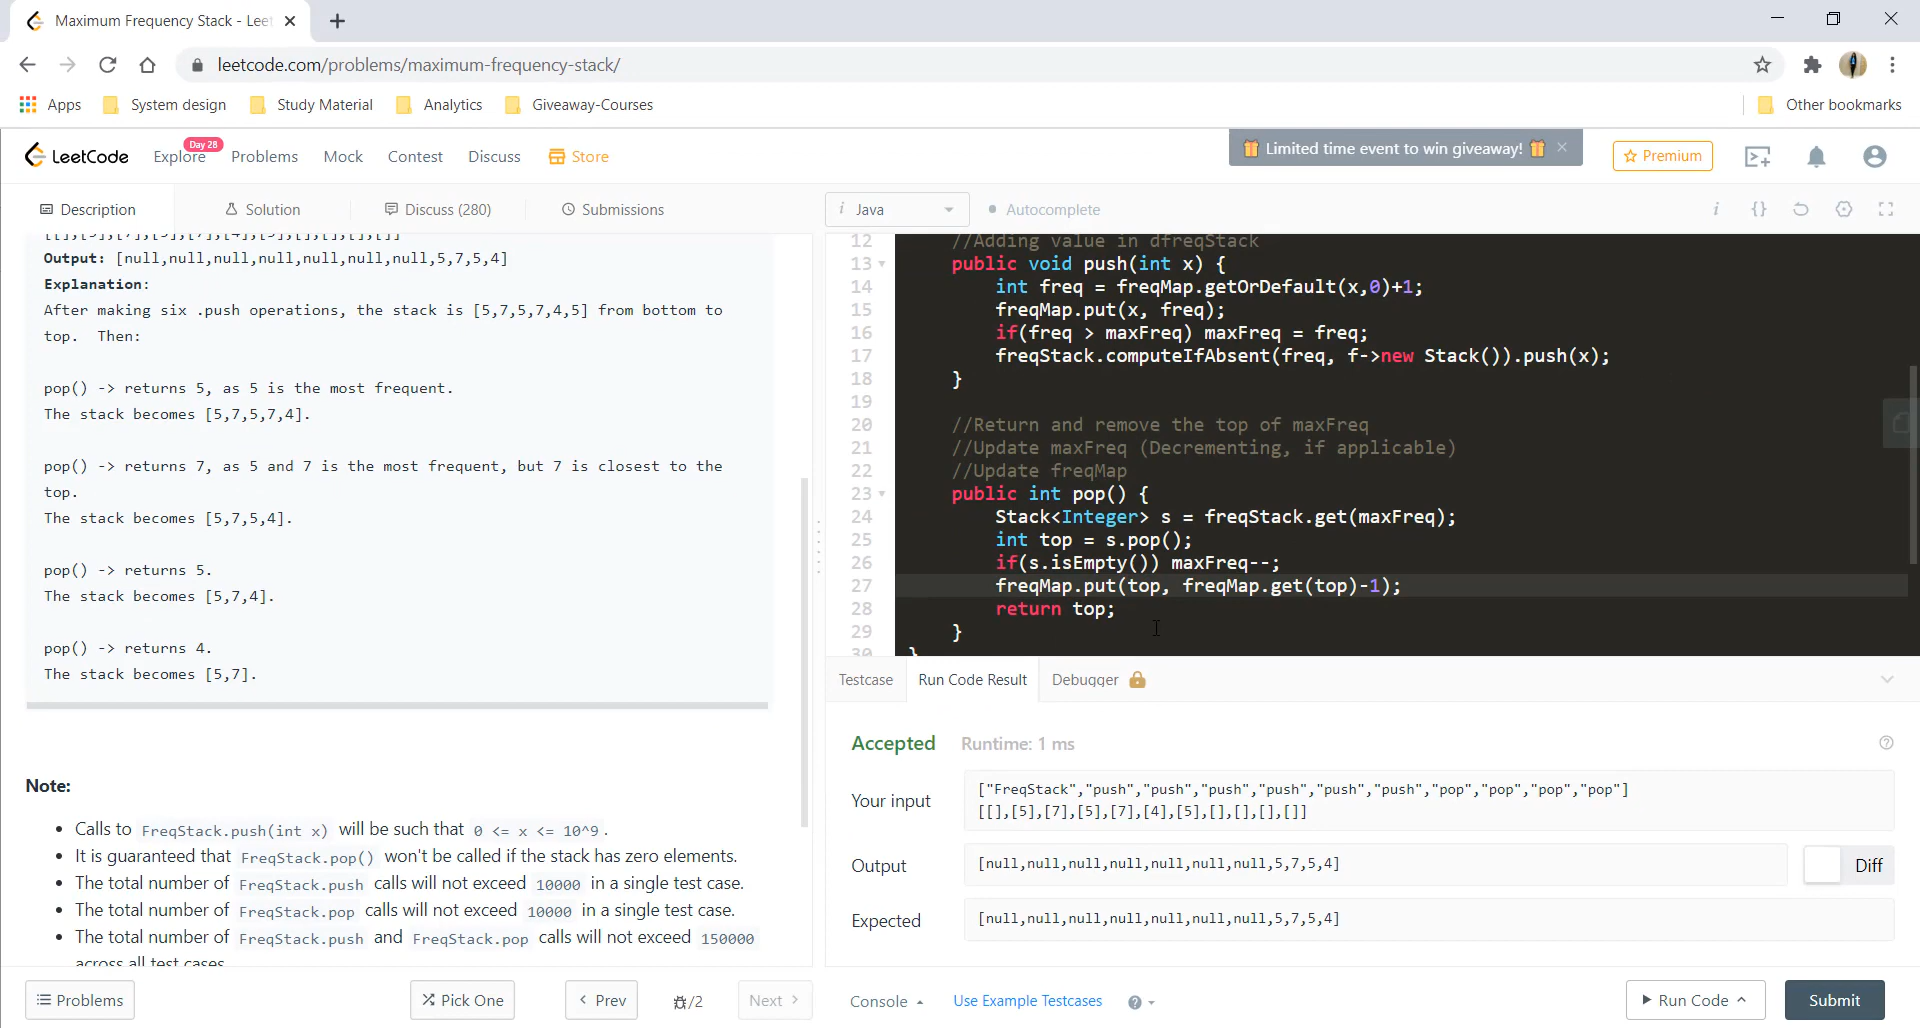 Maximum Frequency Stack - Leet
leetcode.com/problems/maximum-frequency-stack/
Apps System design Study Material Analytics Giveaway-Courses Other bookmarks
LeetCode Explore Day 28 Problems Mock Contest Discuss Store Limited time event to win giveaway! Premium
Description Solution Discuss (280) Submissions
i Java Autocomplete
[[],[5],[7],[5],[7],[4],[5],[],[],[],[]]
Output: [null,null,null,null,null,null,null,5,7,5,4]
Explanation:
After making six .push operations, the stack is [5,7,5,7,4,5] from bottom to
top.  Then:
pop() -> returns 5, as 5 is the most frequent.
The stack becomes [5,7,5,7,4].
pop() -> returns 7, as 5 and 7 is the most frequent, but 7 is closest to the
top.
The stack becomes [5,7,5,4].
pop() -> returns 5.
The stack becomes [5,7,4].
pop() -> returns 4.
The stack becomes [5,7].
Note:
• Calls to FreqStack.push(int x) will be such that 0 <= x <= 10^9.
• It is guaranteed that FreqStack.pop() won't be called if the stack has zero elements.
• The total number of FreqStack.push calls will not exceed 10000 in a single test case.
• The total number of FreqStack.pop calls will not exceed 10000 in a single test case.
• The total number of FreqStack.push and FreqStack.pop calls will not exceed 150000
across all test cases
12 //Adding value in dfreqStack
13 public void push(int x) {
14 int freq = freqMap.getOrDefault(x,0)+1;
15 freqMap.put(x, freq);
16 if(freq > maxFreq) maxFreq = freq;
17 freqStack.computeIfAbsent(freq, f->new Stack()).push(x);
18 }
19
20 //Return and remove the top of maxFreq
21 //Update maxFreq (Decrementing, if applicable)
22 //Update freqMap
23 public int pop() {
24 Stack<Integer> s = freqStack.get(maxFreq);
25 int top = s.pop();
26 if(s.isEmpty()) maxFreq--;
27 freqMap.put(top, freqMap.get(top)-1);
28 return top;
29 }
30 }
Testcase Run Code Result Debugger
Accepted Runtime: 1 ms
Your input
["FreqStack","push","push","push","push","push","push","pop","pop","pop","pop"]
[[],[5],[7],[5],[7],[4],[5],[],[],[],[]]
Output [null,null,null,null,null,null,null,5,7,5,4] Diff
Expected [null,null,null,null,null,null,null,5,7,5,4]
Problems Pick One < Prev /2 Next > Console Use Example Testcases Run Code Submit